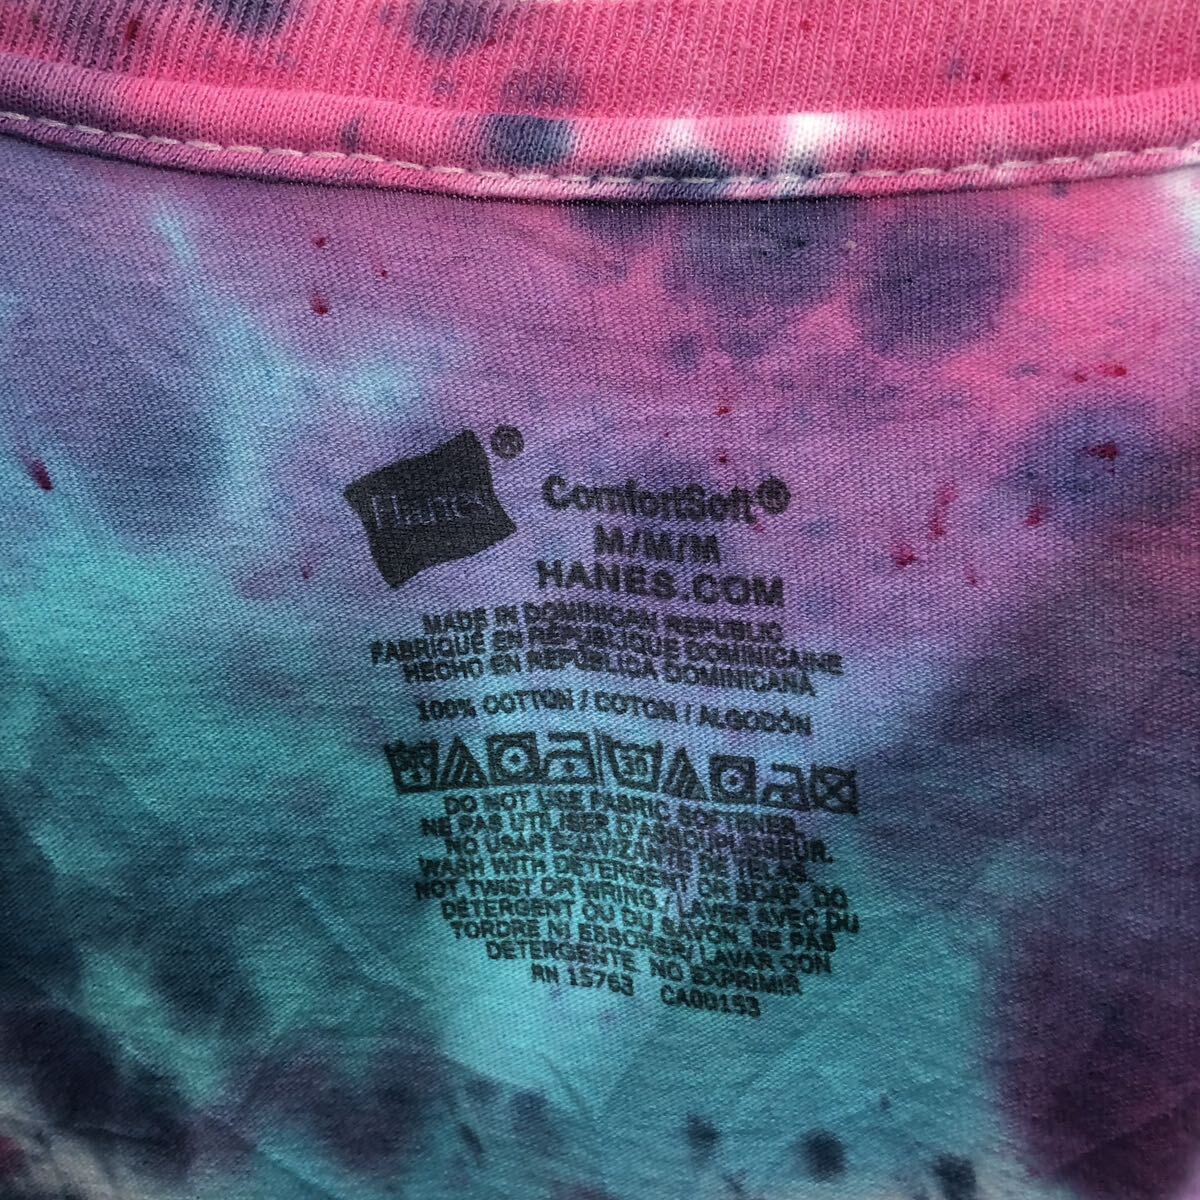 Hanes®
ComfortSoft®
M/M/M
HANES.COM
MADE IN DOMINICAN REPUBLIC
FABRIQUÉ EN RÉPUBLIQUE DOMINICAINE
HECHO EN REPÚBLICA DOMINICANA
100% COTTON / COTON / ALGODÓN
30
DO NOT USE FABRIC SOFTENER.
NE PAS UTILISER D'ASSOUPLISSEUR.
NO USAR SUAVIZANTE DE TELAS.
WASH WITH DETERGENT OR SOAP. DO
NOT TWIST OR WRING / LAVER AVEC DU
DÉTERGENT OU DU SAVON. NE PAS
TORDRE NI ESSORER/ LAVAR CON
DETERGENTE NO EXPRIMIR
RN 15763 CA00153